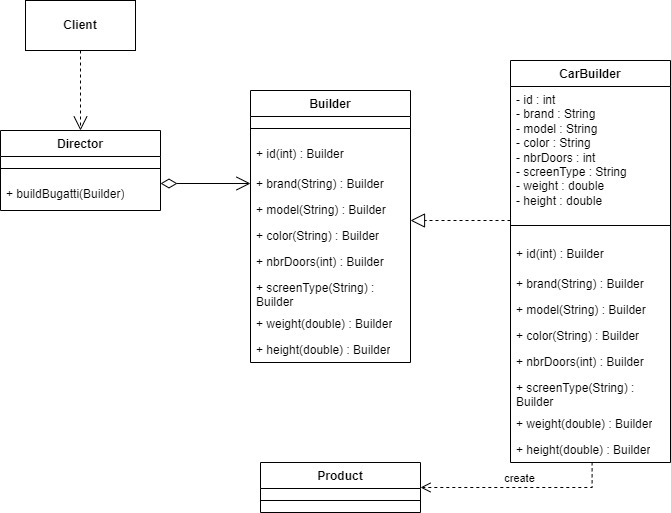 Client
Director
+ buildBugatti(Builder)
Builder
+ id(int) : Builder
+ brand(String) : Builder
+ model(String) : Builder
+ color(String) : Builder
+ nbrDoors(int) : Builder
+ screenType(String) :
Builder
+ weight(double) : Builder
+ height(double) : Builder
CarBuilder
- id : int
- brand : String
- model : String
- color : String
- nbrDoors : int
- screenType : String
- weight : double
- height : double
+ id(int) : Builder
+ brand(String) : Builder
+ model(String) : Builder
+ color(String) : Builder
+ nbrDoors(int) : Builder
+ screenType(String) :
Builder
+ weight(double) : Builder
+ height(double) : Builder
create
Product